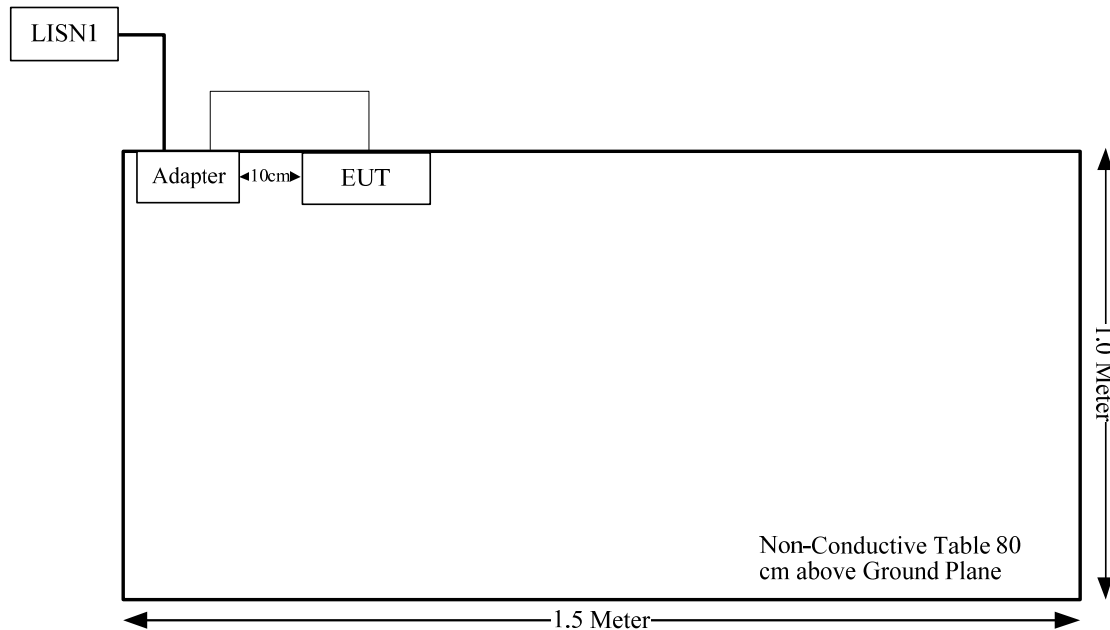 LISN1
Adapter
10cm
EUT
1.0 Meter
Non-Conductive Table 80
cm above Ground Plane
1.5 Meter